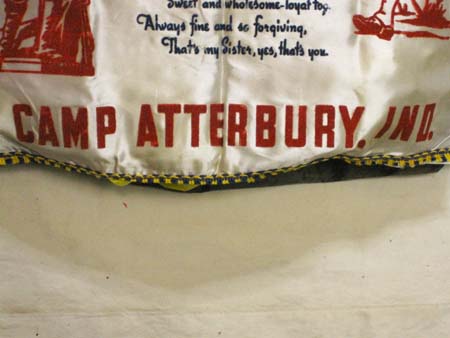 Sweet and wholesome-loyal too,
Always fine and so forgiving,
That's my Sister, yes, that's you.
CAMP ATTERBURY, IND.